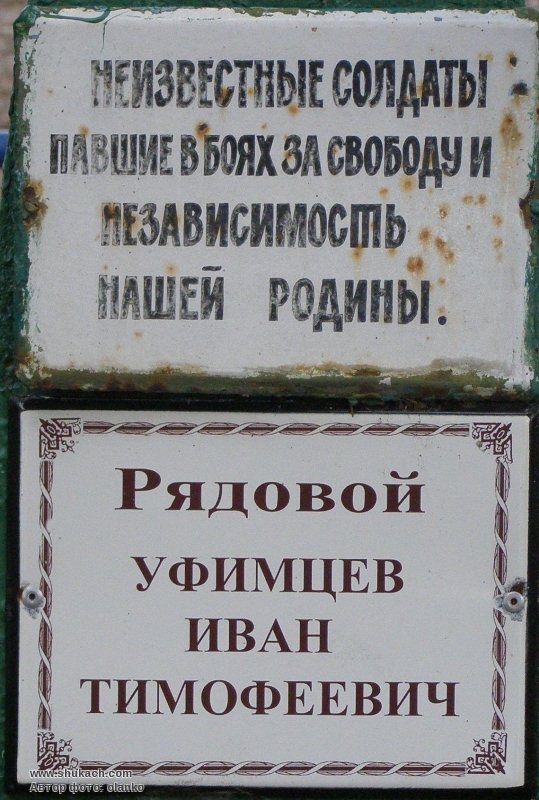 НЕИЗВЕСТНЫЕ СОЛДАТЫ
ПАВШИЕ В БОЯХ ЗА СВОБОДУ И
НЕЗАВИСИМОСТЬ
НАШЕЙ РОДИНЫ.
РЯДОВОЙ
УФИМЦЕВ
ИВАН
ТИМОФЕЕВИЧ
www.shukach.com
Автор фото: olanko